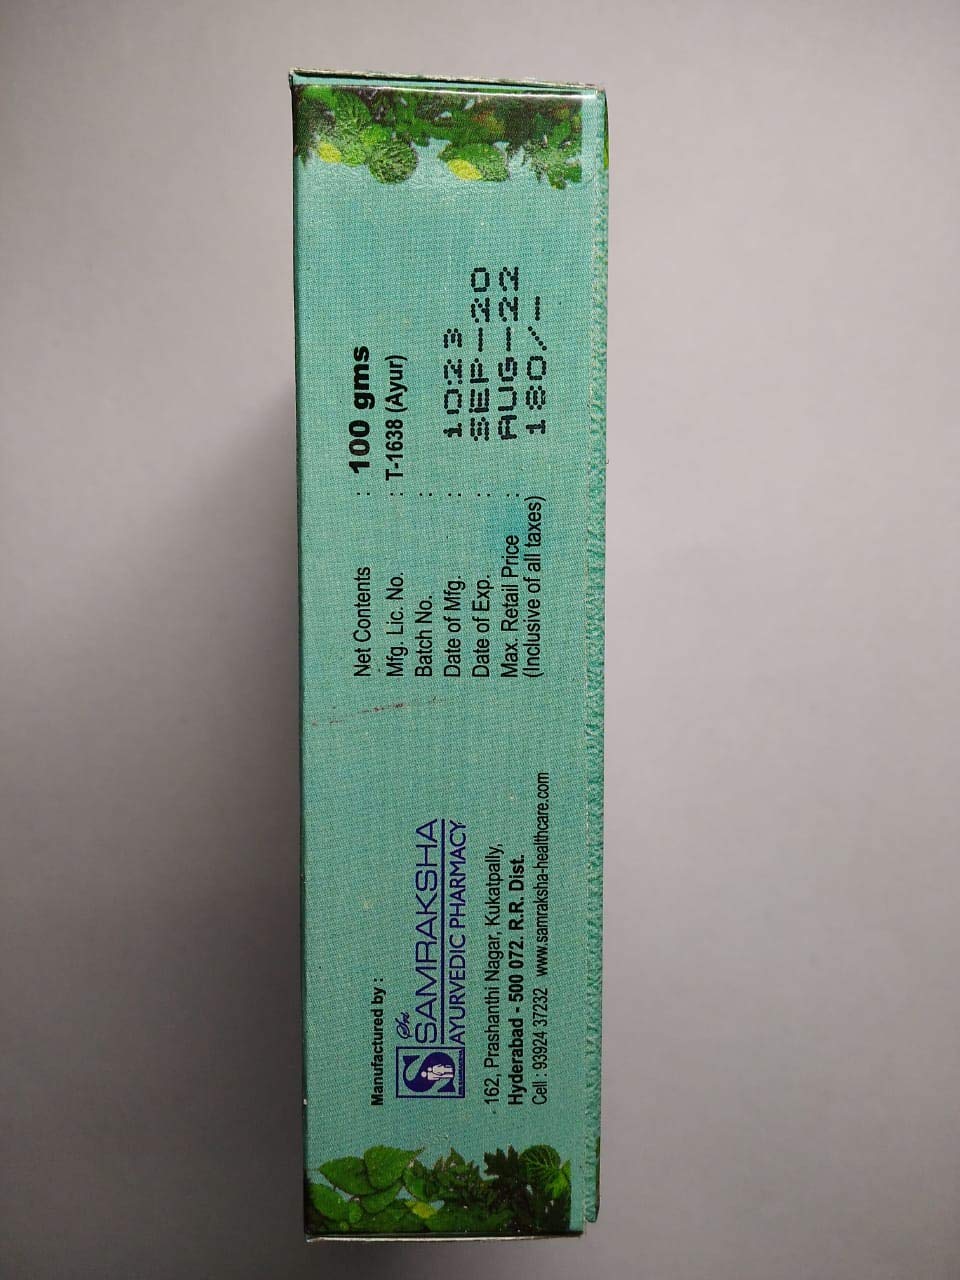 Net Contents : 100 gms
Mfg. Lic. No. : T-1638 (Ayur)
Batch No. :
Date of Mfg. : 1023
Date of Exp. : SEP-20
Max. Retail Price : AUG-22
(Inclusive of all taxes) 180/-
Manufactured by :
Sri
SAMRAKSHA
AYURVEDIC PHARMACY
162, Prashanthi Nagar, Kukatpally,
Hyderabad - 500 072. R.R. Dist.
Cell : 93924 37232 www.samraksha-healthcare.com